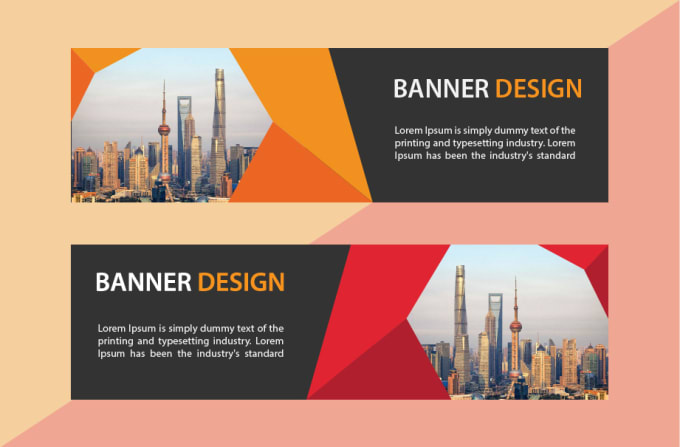 BANNER DESIGN
Lorem Ipsum is simply dummy text of the
printing and typesetting industry. Lorem
Ipsum has been the industry's standard
BANNER DESIGN
Lorem Ipsum is simply dummy text of the
printing and typesetting industry. Lorem
Ipsum has been the industry's standard